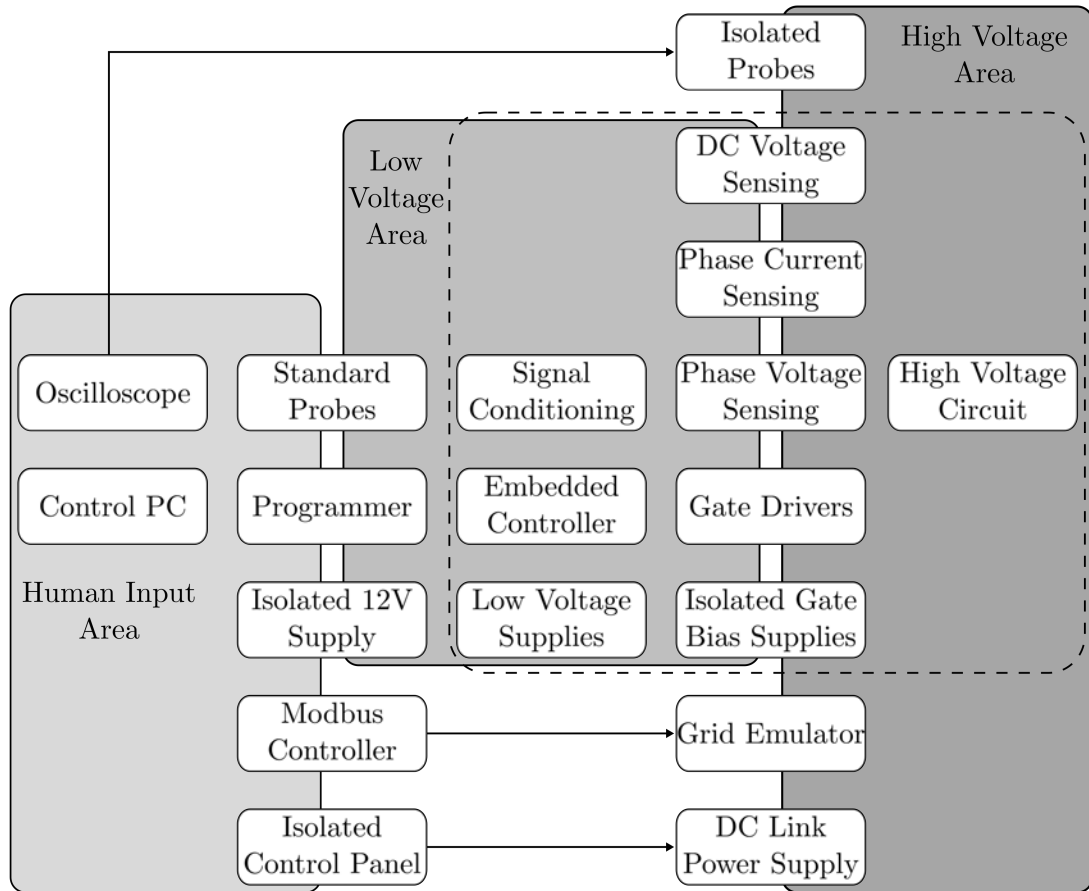 Isolated
Probes
High Voltage
Area
Low
Voltage
Area
DC Voltage
Sensing
Phase Current
Sensing
Oscilloscope
Standard
Probes
Signal
Conditioning
Phase Voltage
Sensing
High Voltage
Circuit
Control PC
Programmer
Embedded
Controller
Gate Drivers
Human Input
Area
Isolated 12V
Supply
Low Voltage
Supplies
Isolated Gate
Bias Supplies
Modbus
Controller
Grid Emulator
Isolated
Control Panel
DC Link
Power Supply